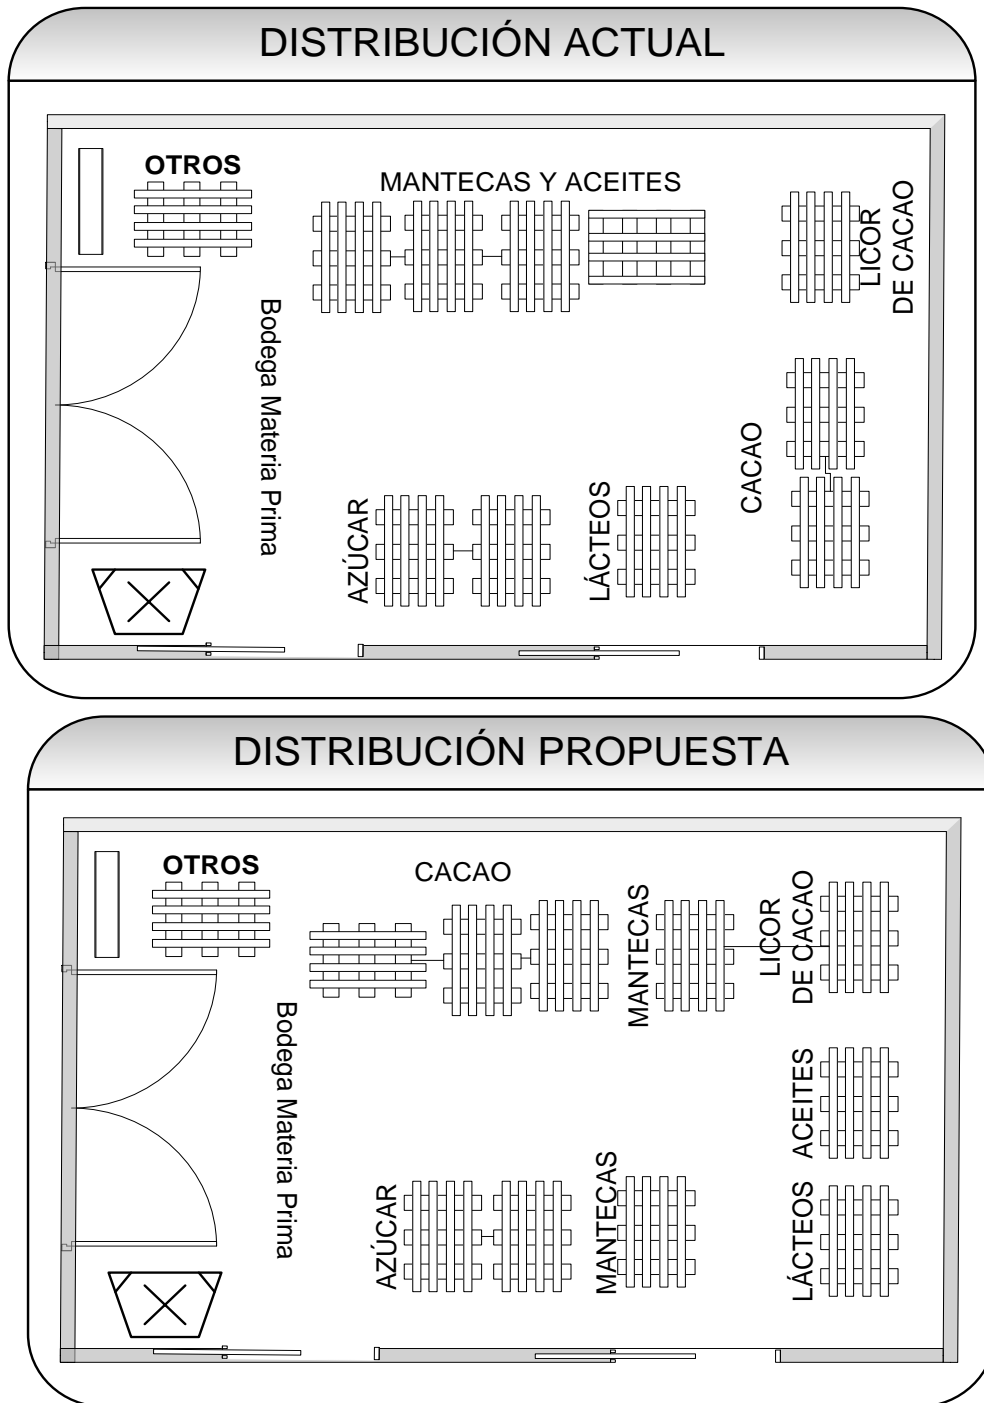 DISTRIBUCIÓN ACTUAL
OTROS
MANTECAS Y ACEITES
LICOR
DE CACAO
Bodega Materia Prima
CACAO
AZÚCAR
LÁCTEOS
DISTRIBUCIÓN PROPUESTA
OTROS
CACAO
MANTECAS
LICOR
DE CACAO
Bodega Materia Prima
ACEITES
AZÚCAR
MANTECAS
LÁCTEOS